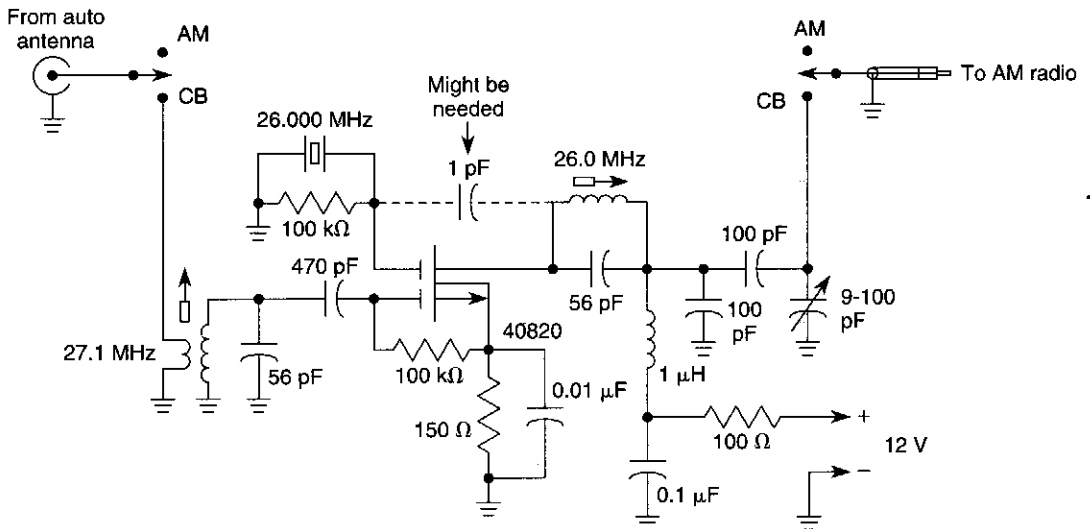 From auto
antenna
AM
CB
AM
CB
To AM radio
Might be
needed
26.000 MHz
1 pF
26.0 MHz
100 kΩ
470 pF
100 pF
56 pF
100
pF
9-100
pF
27.1 MHz
56 pF
100 kΩ
40820
0.01 μF
1 μH
150 Ω
100 Ω
+
12 V
−
0.1 μF